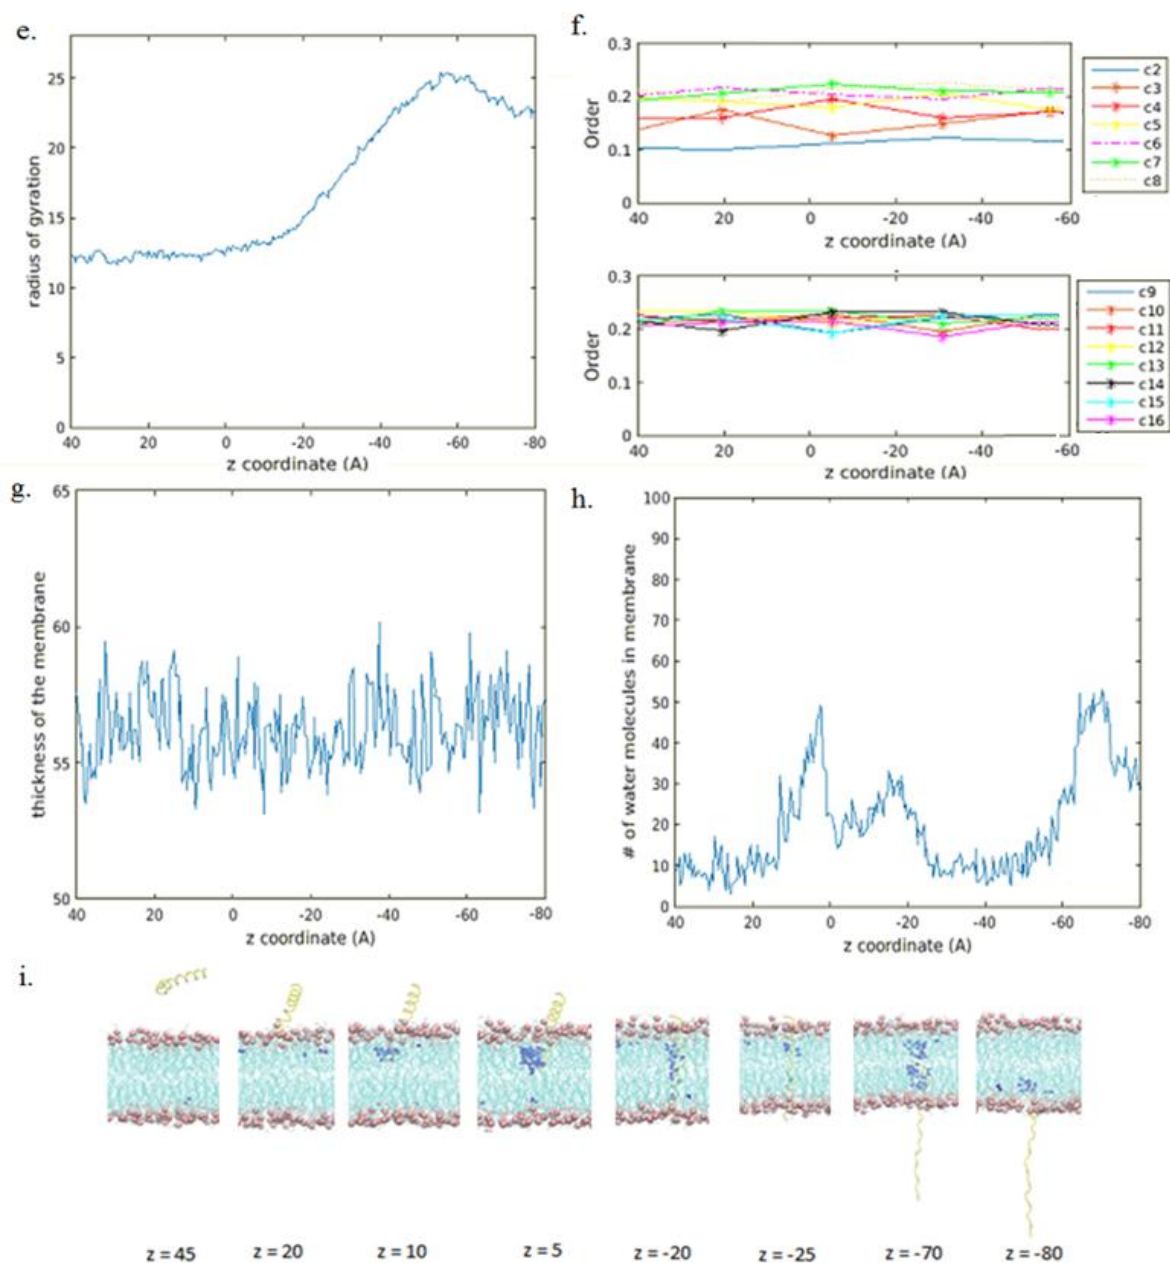 e.
radius of gyration
25
20
15
10
5
0
40 20 0 -20 -40 -60 -80
z coordinate (A)
f.
Order
0.3
0.2
0.1
0
40 20 0 -20 -40 -60
z coordinate (A)
c2
c3
c4
c5
c6
c7
c8
Order
0.3
0.2
0.1
0
40 20 0 -20 -40 -60
z coordinate (A)
c9
c10
c11
c12
c13
c14
c15
c16
g.
thickness of the membrane
65
60
55
50
40 20 0 -20 -40 -60 -80
z coordinate (A)
h.
# of water molecules in membrane
100
90
80
70
60
50
40
30
20
10
0
40 20 0 -20 -40 -60 -80
z coordinate (A)
i.
z = 45 z = 20 z = 10 z = 5 z = -20 z = -25 z = -70 z = -80